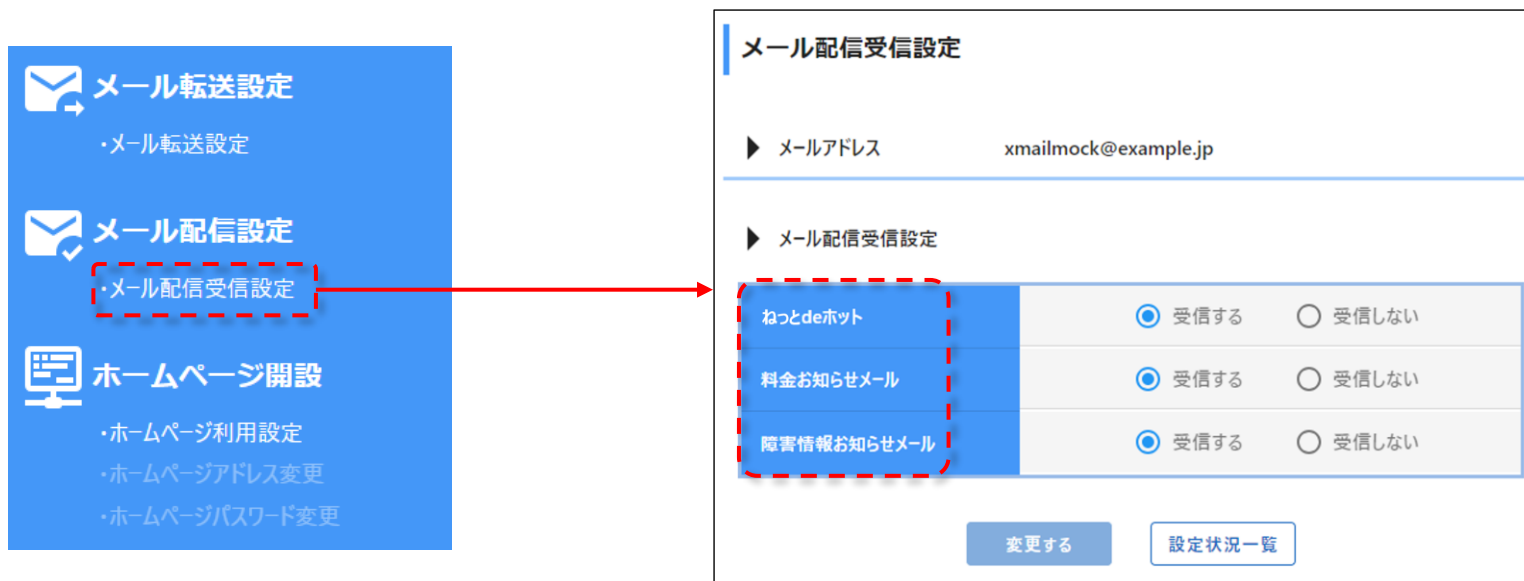 メール転送設定
・メール転送設定
メール配信設定
・メール配信受信設定
ホームページ開設
・ホームページ利用設定
・ホームページアドレス変更
・ホームページパスワード変更
メール配信受信設定
メールアドレス xmailmock@example.jp
メール配信受信設定
ねっとdeホット 受信する 受信しない
料金お知らせメール 受信する 受信しない
障害情報お知らせメール 受信する 受信しない
変更する 設定状況一覧